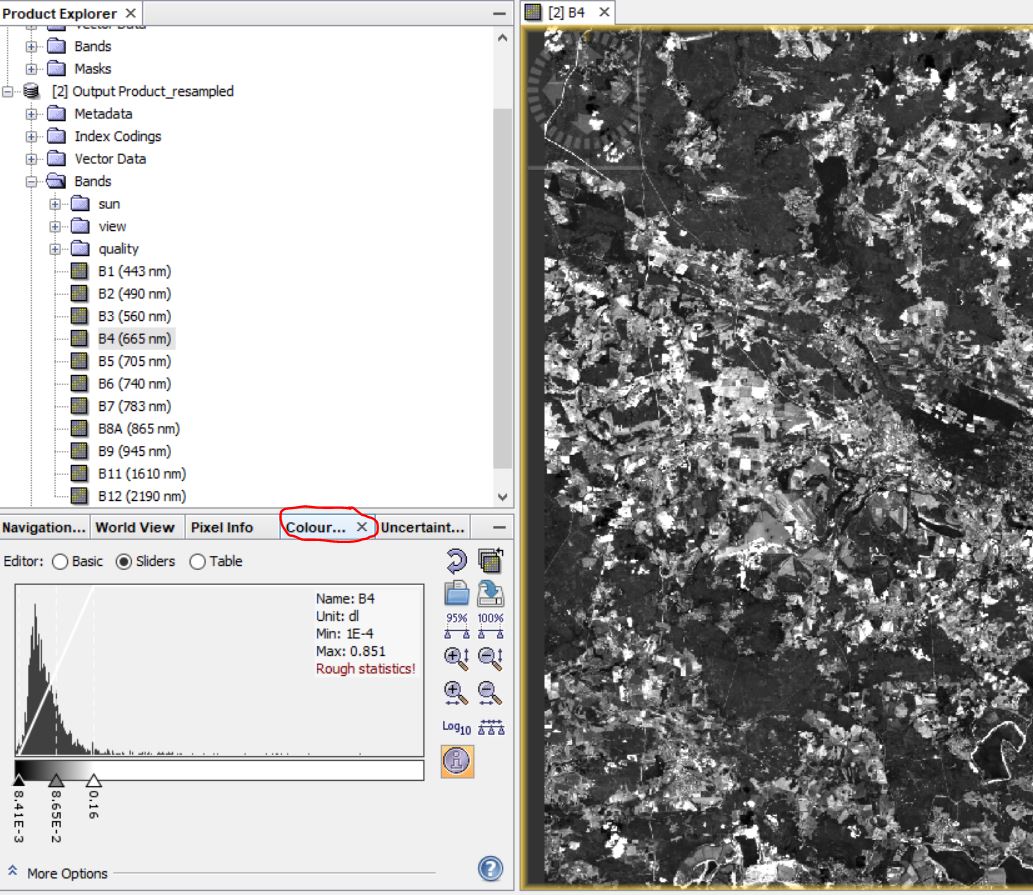 Product Explorer ×
[2] B4 ×
Vector Data
Bands
Masks
[2] Output Product_resampled
Metadata
Index Codings
Vector Data
Bands
sun
view
quality
B1 (443 nm)
B2 (490 nm)
B3 (560 nm)
B4 (665 nm)
B5 (705 nm)
B6 (740 nm)
B7 (783 nm)
B8A (865 nm)
B9 (945 nm)
B11 (1610 nm)
B12 (2190 nm)
Navigation... World View Pixel Info Colour... × Uncertaint...
Editor: Basic Sliders Table
Name: B4
Unit: dl
Min: 1E-4
Max: 0.851
Rough statistics!
95% 100%
Log10
8.41E-3
8.65E-2
0.16
More Options